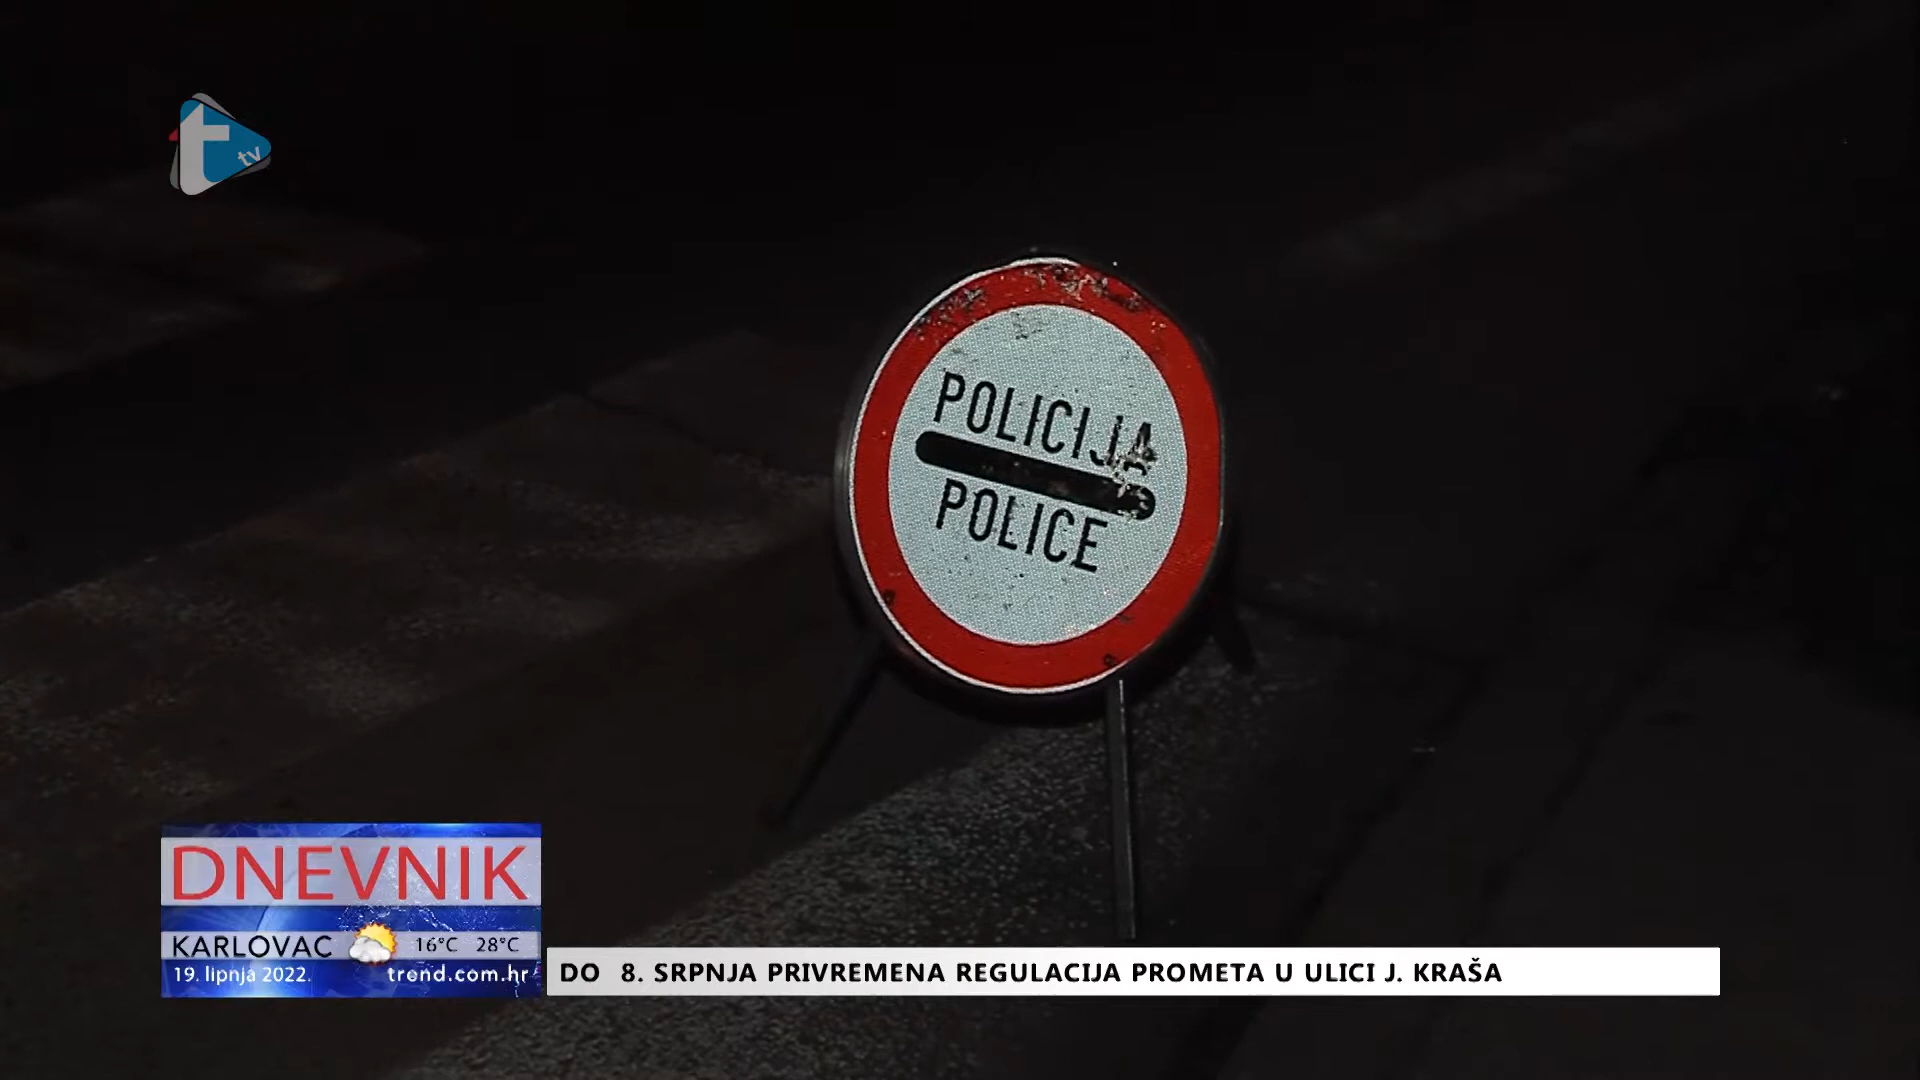 t tv
POLICIJA
POLICE
DNEVNIK
KARLOVAC 16°C 28°C
19. lipnja 2022. trend.com.hr
DO 8. SRPNJA PRIVREMENA REGULACIJA PROMETA U ULICI J. KRAŠA